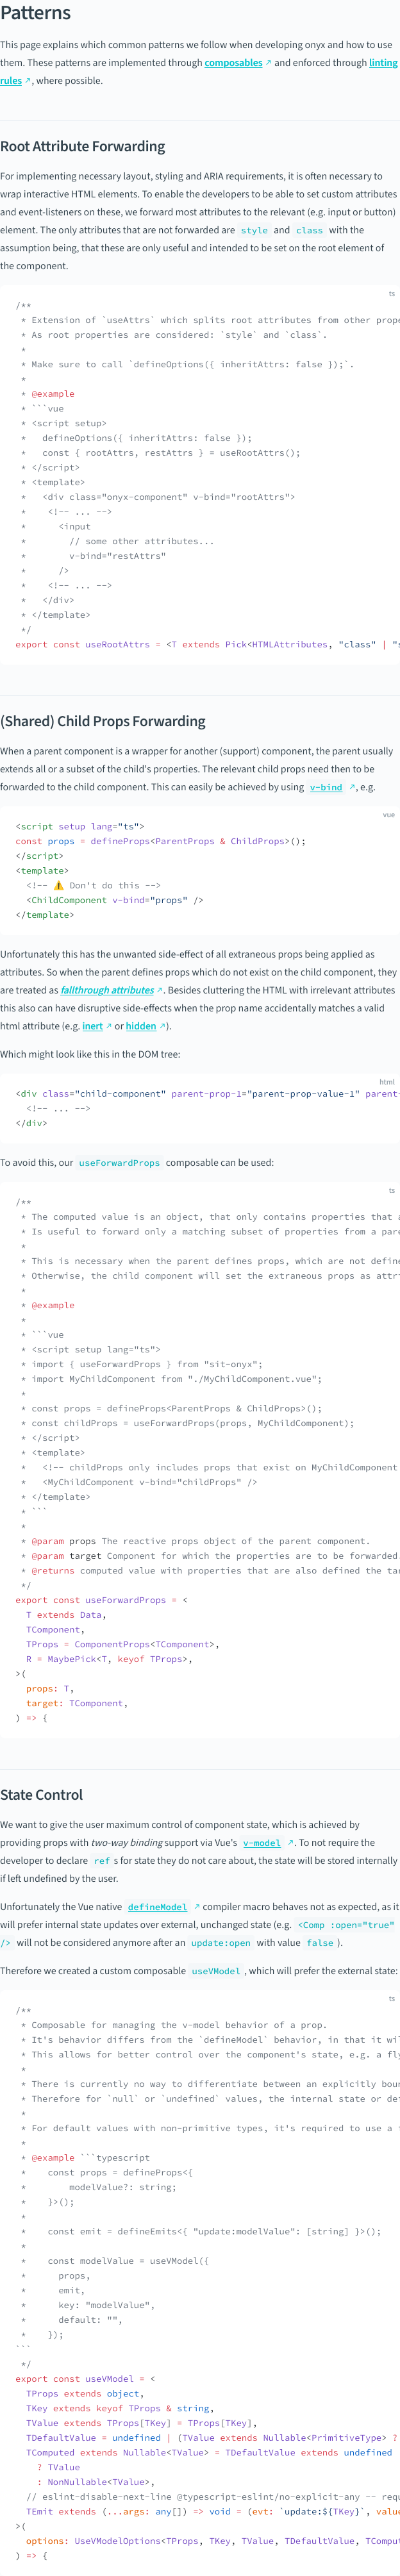 Patterns
This page explains which common patterns we follow when developing onyx and how to use
them. These patterns are implemented through composables ↗ and enforced through linting
rules ↗, where possible.
Root Attribute Forwarding
For implementing necessary layout, styling and ARIA requirements, it is often necessary to
wrap interactive HTML elements. To enable the developers to be able to set custom attributes
and event-listeners on these, we forward most attributes to the relevant (e.g. input or button)
element. The only attributes that are not forwarded are style and class with the
assumption being, that these are only useful and intended to be set on the root element of
the component.
ts
/**
 * Extension of `useAttrs` which splits root attributes from other prope
 * As root properties are considered: `style` and `class`.
 *
 * Make sure to call `defineOptions({ inheritAttrs: false });`.
 *
 * @example
 * ```vue
 * <script setup>
 *   defineOptions({ inheritAttrs: false });
 *   const { rootAttrs, restAttrs } = useRootAttrs();
 * </script>
 * <template>
 *   <div class="onyx-component" v-bind="rootAttrs">
 *    <!-- ... -->
 *      <input
 *        // some other attributes...
 *        v-bind="restAttrs"
 *      />
 *    <!-- ... -->
 *   </div>
 * </template>
 */
export const useRootAttrs = <T extends Pick<HTMLAttributes, "class" | "s
(Shared) Child Props Forwarding
When a parent component is a wrapper for another (support) component, the parent usually
extends all or a subset of the child's properties. The relevant child props need then to be
forwarded to the child component. This can easily be achieved by using v-bind ↗, e.g.
vue
<script setup lang="ts">
const props = defineProps<ParentProps & ChildProps>();
</script>
<template>
  <!-- ⚠️ Don't do this -->
  <ChildComponent v-bind="props" />
</template>
Unfortunately this has the unwanted side-effect of all extraneous props being applied as
attributes. So when the parent defines props which do not exist on the child component, they
are treated as fallthrough attributes ↗. Besides cluttering the HTML with irrelevant attributes
this also can have disruptive side-effects when the prop name accidentally matches a valid
html attribute (e.g. inert ↗ or hidden ↗).
Which might look like this in the DOM tree:
html
<div class="child-component" parent-prop-1="parent-prop-value-1" parent-
  <!-- ... -->
</div>
To avoid this, our useForwardProps composable can be used:
ts
/**
 * The computed value is an object, that only contains properties that a
 * Is useful to forward only a matching subset of properties from a pare
 *
 * This is necessary when the parent defines props, which are not define
 * Otherwise, the child component will set the extraneous props as attri
 *
 * @example
 *
 * ```vue
 * <script setup lang="ts">
 * import { useForwardProps } from "sit-onyx";
 * import MyChildComponent from "./MyChildComponent.vue";
 *
 * const props = defineProps<ParentProps & ChildProps>();
 * const childProps = useForwardProps(props, MyChildComponent);
 * </script>
 * <template>
 *   <!-- childProps only includes props that exist on MyChildComponent
 *   <MyChildComponent v-bind="childProps" />
 * </template>
 * ```
 *
 * @param props The reactive props object of the parent component.
 * @param target Component for which the properties are to be forwarded
 * @returns computed value with properties that are also defined the tar
 */
export const useForwardProps = <
  T extends Data,
  TComponent,
  TProps = ComponentProps<TComponent>,
  R = MaybePick<T, keyof TProps>,
>(
  props: T,
  target: TComponent,
) => {
State Control
We want to give the user maximum control of component state, which is achieved by
providing props with two-way binding support via Vue's v-model ↗. To not require the
developer to declare ref s for state they do not care about, the state will be stored internally
if left undefined by the user.
Unfortunately the Vue native defineModel ↗ compiler macro behaves not as expected, as it
will prefer internal state updates over external, unchanged state (e.g. <Comp :open="true"
/> will not be considered anymore after an update:open with value false ).
Therefore we created a custom composable useVModel , which will prefer the external state:
ts
/**
 * Composable for managing the v-model behavior of a prop.
 * It's behavior differs from the `defineModel` behavior, in that it wil
 * This allows for better control over the component's state, e.g. a fly
 *
 * There is currently no way to differentiate between an explicitly boun
 * Therefore for `null` or `undefined` values, the internal state or def
 *
 * For default values with non-primitive types, it's required to use a
 *
 * @example ```typescript
 *    const props = defineProps<{
 *        modelValue?: string;
 *    }>();
 *
 *    const emit = defineEmits<{ "update:modelValue": [string] }>();
 *
 *    const modelValue = useVModel({
 *      props,
 *      emit,
 *      key: "modelValue",
 *      default: "",
 *    });
```
 */
export const useVModel = <
  TProps extends object,
  TKey extends keyof TProps & string,
  TValue extends TProps[TKey] = TProps[TKey],
  TDefaultValue = undefined | (TValue extends Nullable<PrimitiveType> ?
  TComputed extends Nullable<TValue> = TDefaultValue extends undefined
    ? TValue
    : NonNullable<TValue>,
  // eslint-disable-next-line @typescript-eslint/no-explicit-any -- requ
  TEmit extends (...args: any[]) => void = (evt: `update:${TKey}`, value
>(
  options: UseVModelOptions<TProps, TKey, TValue, TDefaultValue, TComput
) => {